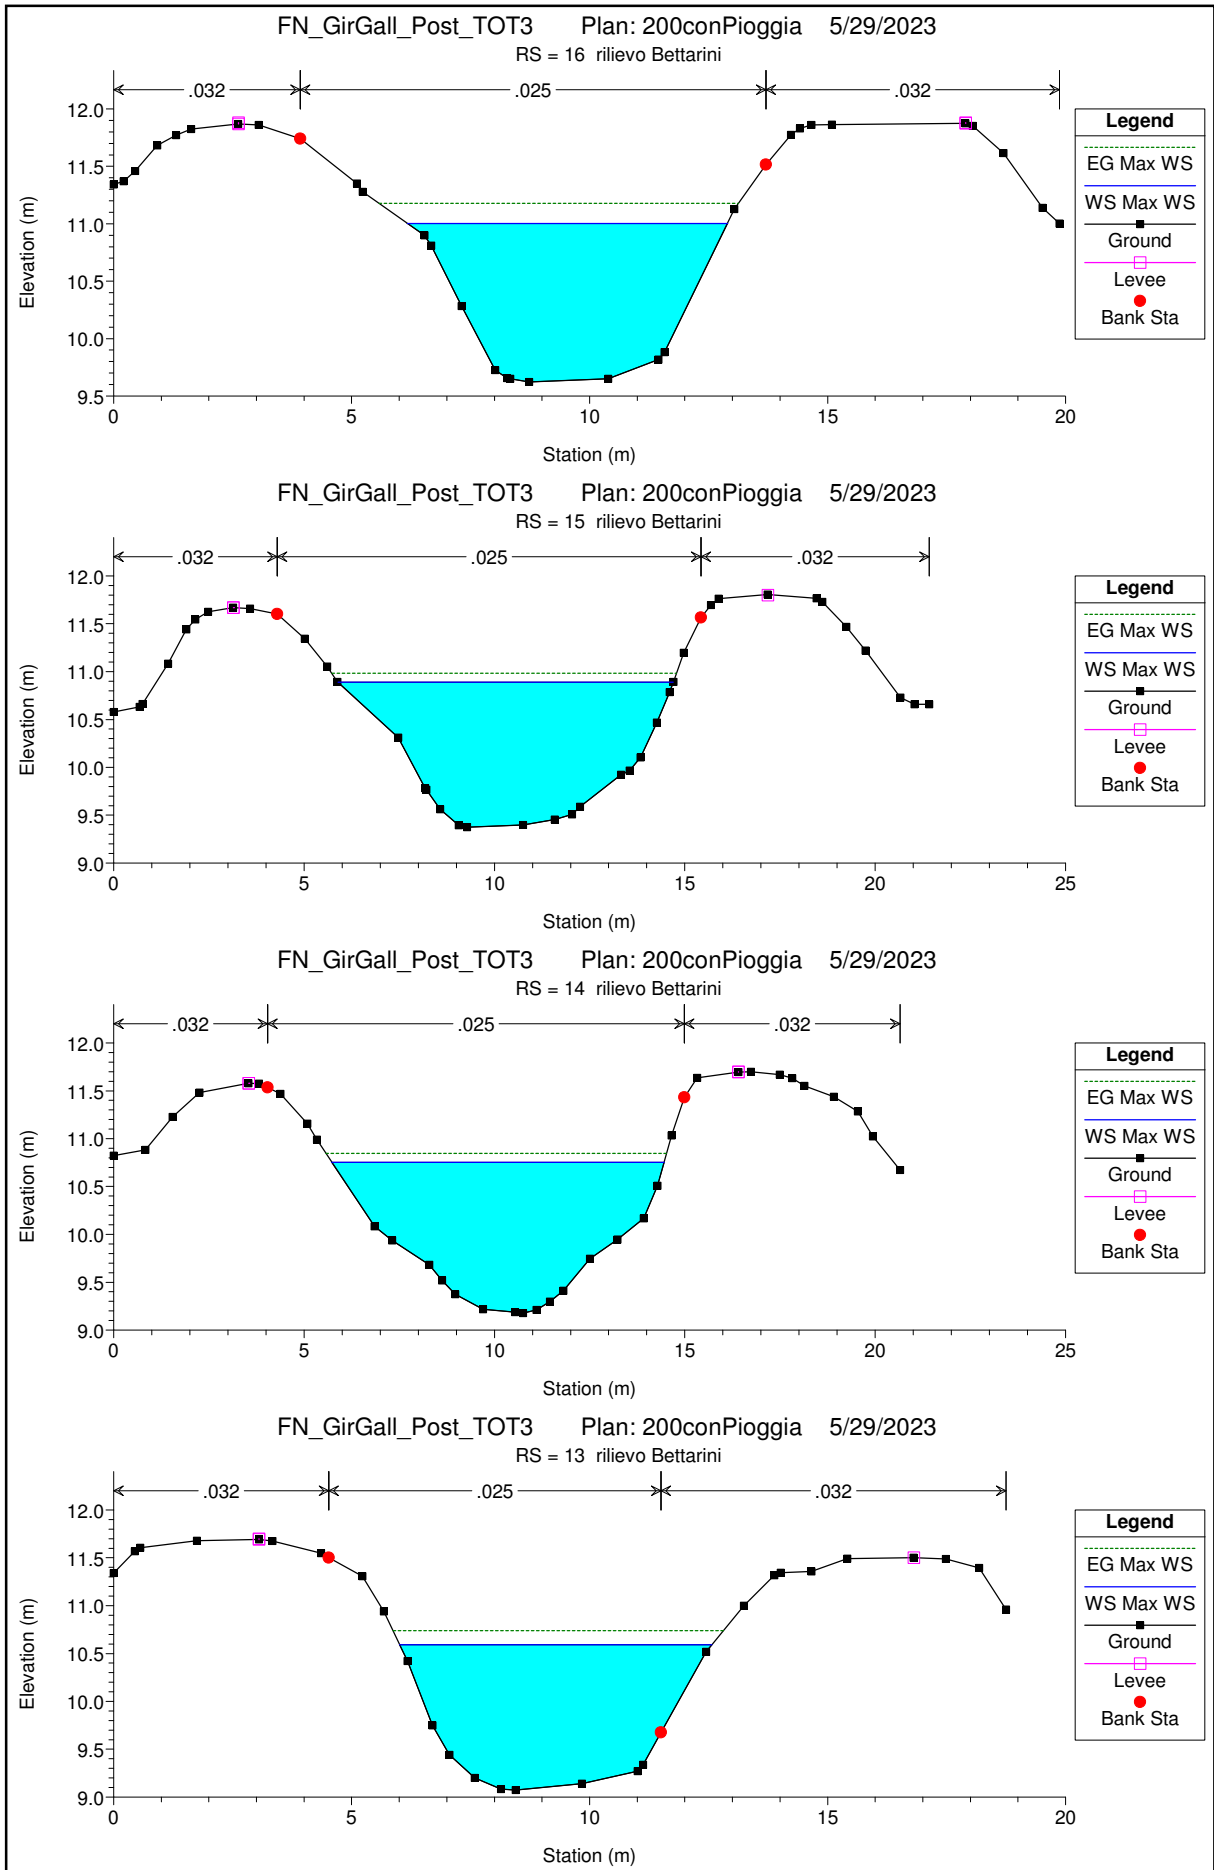 FN_GirGall_Post_TOT3 Plan: 200conPioggia 5/29/2023
RS = 16 rilievo Bettarini
.032 .025 .032
12.0
11.5
11.0
10.5
10.0
9.5
Elevation (m)
0 5 10 15 20
Station (m)
Legend
EG Max WS
WS Max WS
Ground
Levee
Bank Sta
FN_GirGall_Post_TOT3 Plan: 200conPioggia 5/29/2023
RS = 15 rilievo Bettarini
.032 .025 .032
12.0
11.5
11.0
10.5
10.0
9.5
9.0
Elevation (m)
0 5 10 15 20 25
Station (m)
Legend
EG Max WS
WS Max WS
Ground
Levee
Bank Sta
FN_GirGall_Post_TOT3 Plan: 200conPioggia 5/29/2023
RS = 14 rilievo Bettarini
.032 .025 .032
12.0
11.5
11.0
10.5
10.0
9.5
9.0
Elevation (m)
0 5 10 15 20 25
Station (m)
Legend
EG Max WS
WS Max WS
Ground
Levee
Bank Sta
FN_GirGall_Post_TOT3 Plan: 200conPioggia 5/29/2023
RS = 13 rilievo Bettarini
.032 .025 .032
12.0
11.5
11.0
10.5
10.0
9.5
9.0
Elevation (m)
0 5 10 15 20
Station (m)
Legend
EG Max WS
WS Max WS
Ground
Levee
Bank Sta